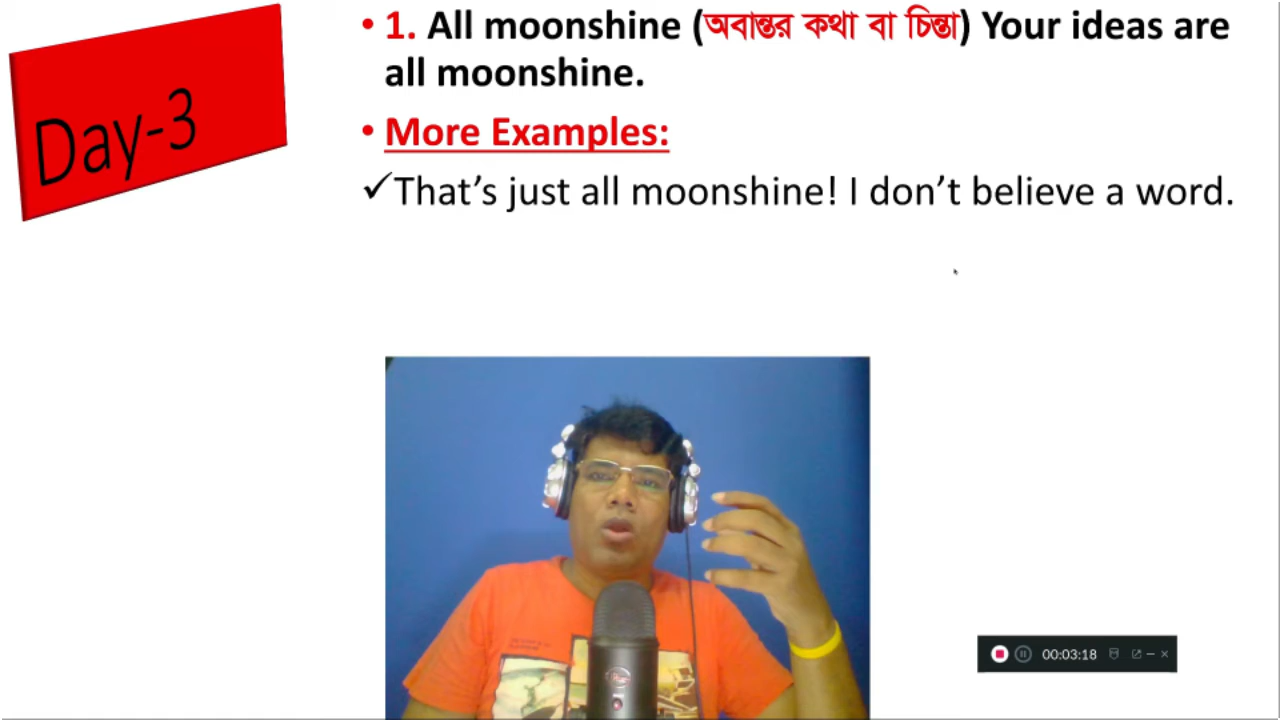 Day-3
• 1. All moonshine (অবান্তর কথা বা চিন্তা) Your ideas are
all moonshine.
• More Examples:
✓That’s just all moonshine! I don’t believe a word.
00:03:18